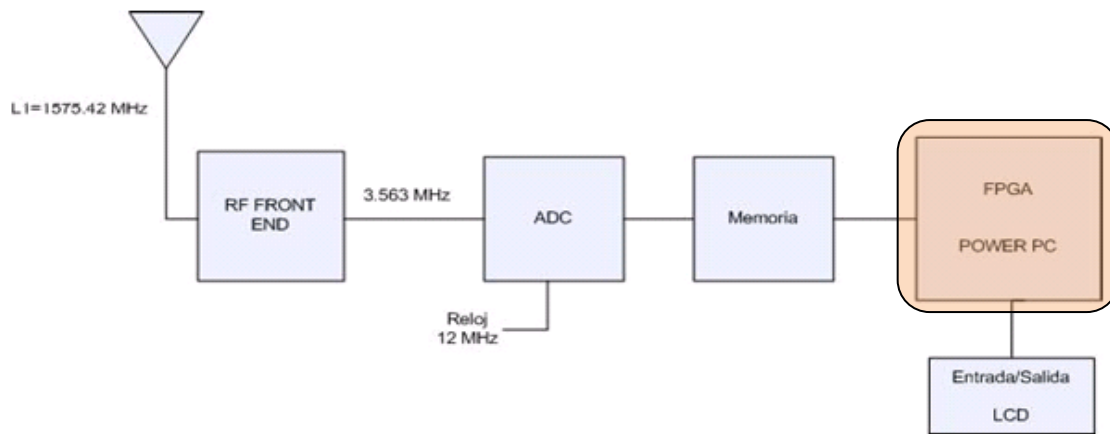 L1=1575.42 MHz
RF FRONT
END
3.563 MHz
ADC
Reloj
12 MHz
Memoria
FPGA
POWER PC
Entrada/Salida
LCD